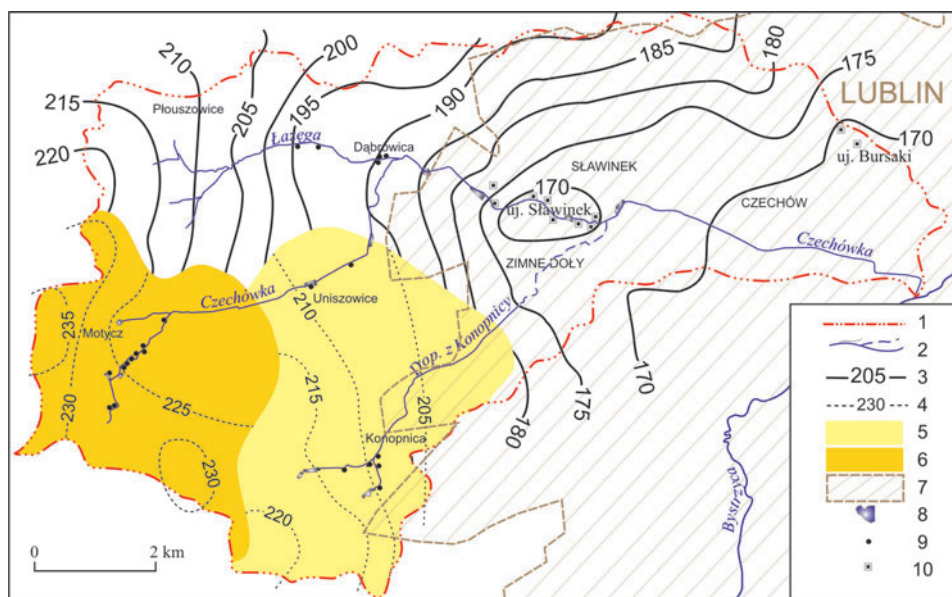 200
210
185
180
175
215
Płouszowice
205
195
190
LUBLIN
Łazęga
Dąbrowica
220
SŁAWINEK
170
uj. Bursaki
170
uj. Sławinek
CZECHÓW
ZIMNE DOŁY
Czechówka
Czechówka
Uniszowice
210
235
Motycz
Dop. z Konopnicy
170
175
180
215
205
230
225
Konopnica
230
220
Bystrzyca
0 2 km
1
2
205 3
230 4
5
6
7
8
9
10